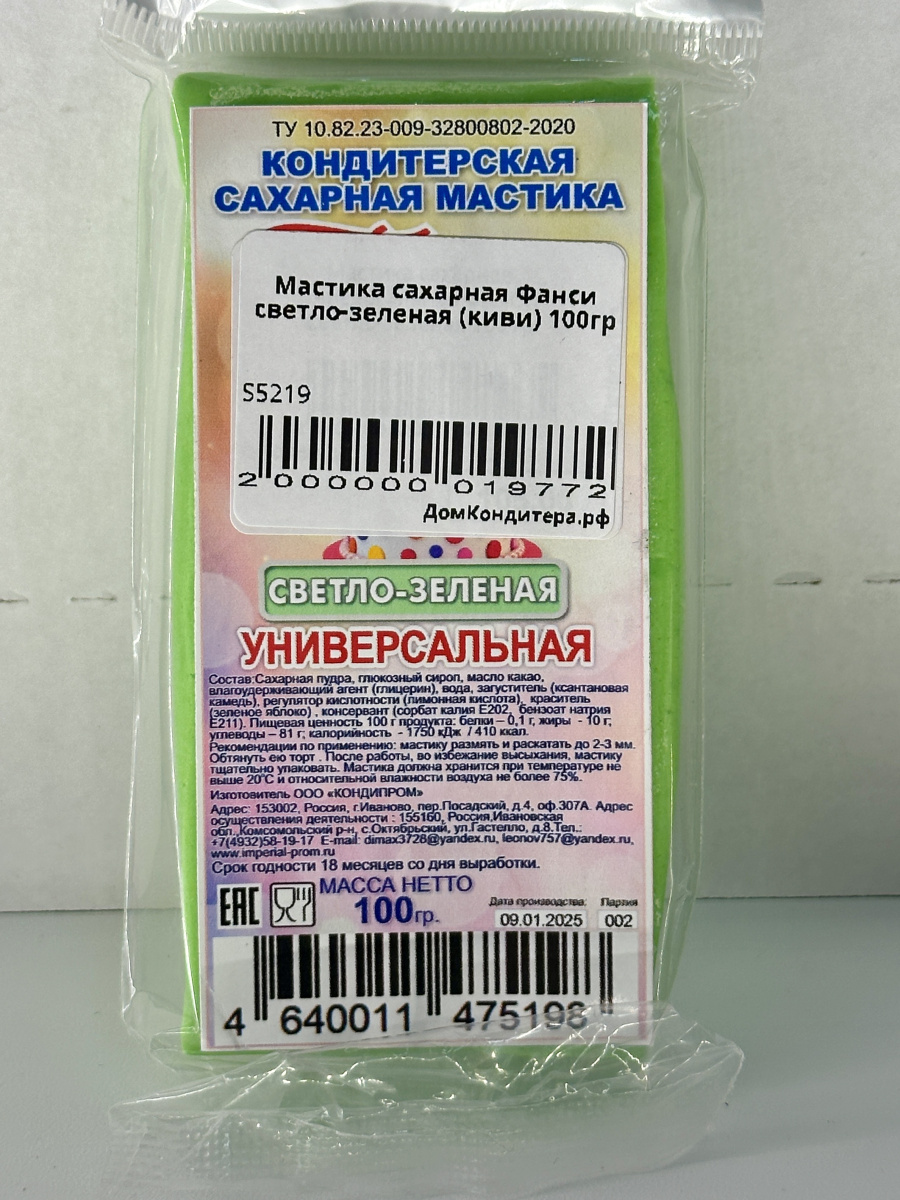 ТУ 10.82.23-009-32800802-2020
КОНДИТЕРСКАЯ
САХАРНАЯ МАСТИКА
Мастика сахарная Фанси
светло-зеленая (киви) 100гр
S5219
2 000000 019772
ДомКондитера.рф
СВЕТЛО-ЗЕЛЕНАЯ
УНИВЕРСАЛЬНАЯ
Состав:Сахарная пудра, глюкозный сироп, масло какао,
влагоудерживающий агент (глицерин), вода, загуститель (ксантановая
камедь), регулятор кислотности (лимонная кислота), краситель
(зеленое яблоко) , консервант (сорбат калия Е202, бензоат натрия
Е211). Пищевая ценность 100 г продукта: белки – 0,1 г, жиры - 10 г;
углеводы – 81 г; калорийность - 1750 кДж / 410 ккал.
Рекомендации по применению: мастику размять и раскатать до 2-3 мм.
Обтянуть ею торт . После работы, во избежание высыхания, мастику
тщательно упаковать. Мастика должна хранится при температуре не
выше 20°С и относительной влажности воздуха не более 75%.
Изготовитель ООО «КОНДИПРОМ»
Адрес: 153002, Россия, г.Иваново, пер.Посадский, д.4, оф.307А. Адрес
осуществления деятельности : 155160, Россия,Ивановская
обл.,Комсомольский р-н, с.Октябрьский, ул.Гастелло, д.8.Тел.:
+7(4932)58-19-17 E-mail: dimax3728@yandex.ru, leonov757@yandex.ru,
www.imperial-prom.ru
Срок годности 18 месяцев со дня выработки.
ЕАС
МАССА НЕТТО
100гр.
Дата производства: Партия
09.01.2025 002
4 640011 475198